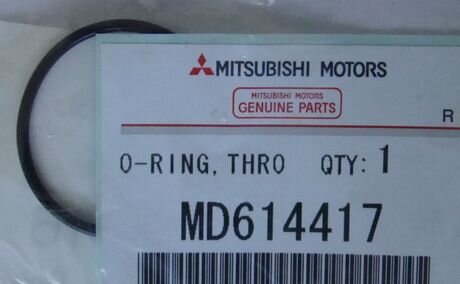 MITSUBISHI MOTORS
MITSUBISHI MOTORS
GENUINE PARTS
R
O-RING, THRO QTY: 1
MD614417